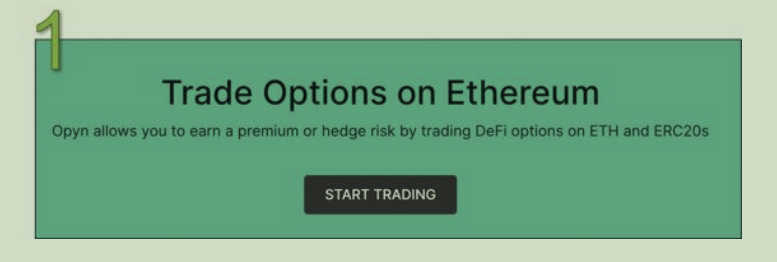 1
Trade Options on Ethereum
Opyn allows you to earn a premium or hedge risk by trading DeFi options on ETH and ERC20s
START TRADING